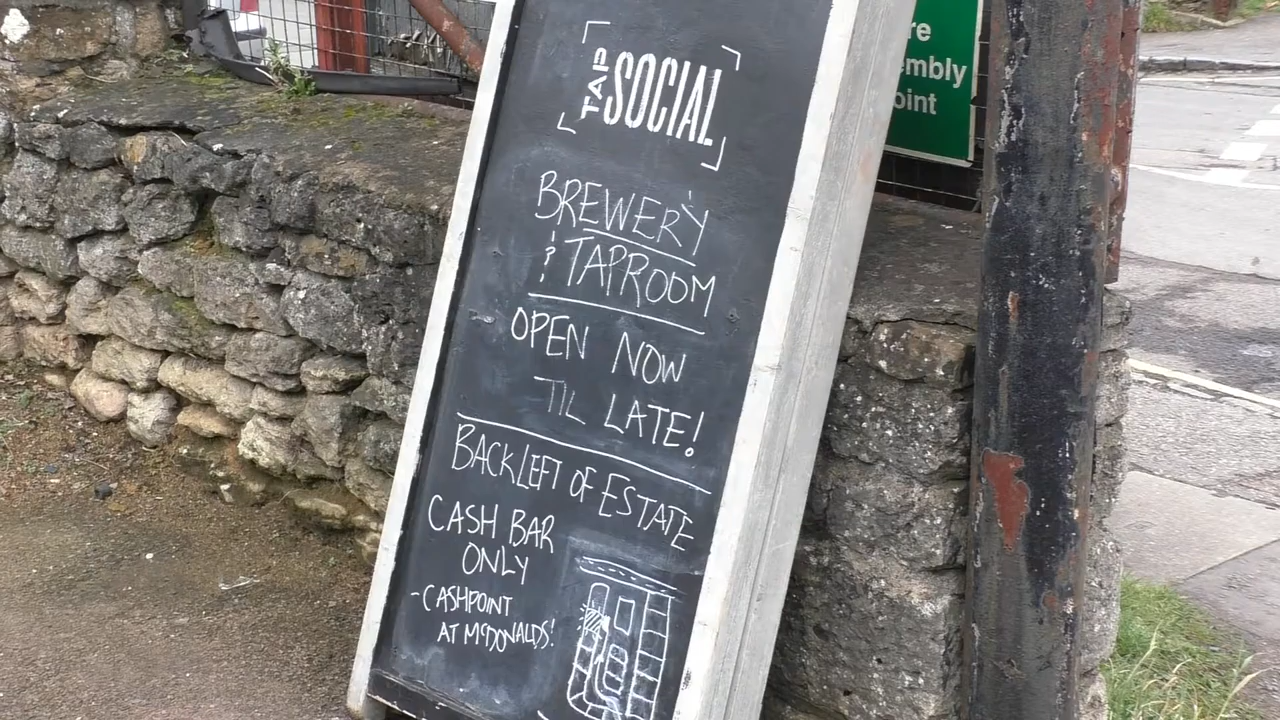 TAP
SOCIAL
BREWERY
& TAPROOM
OPEN NOW
TIL LATE!
BACK LEFT OF ESTATE
CASH BAR
ONLY
-CASHPOINT
AT MCDONALDS!
re
embly
oint